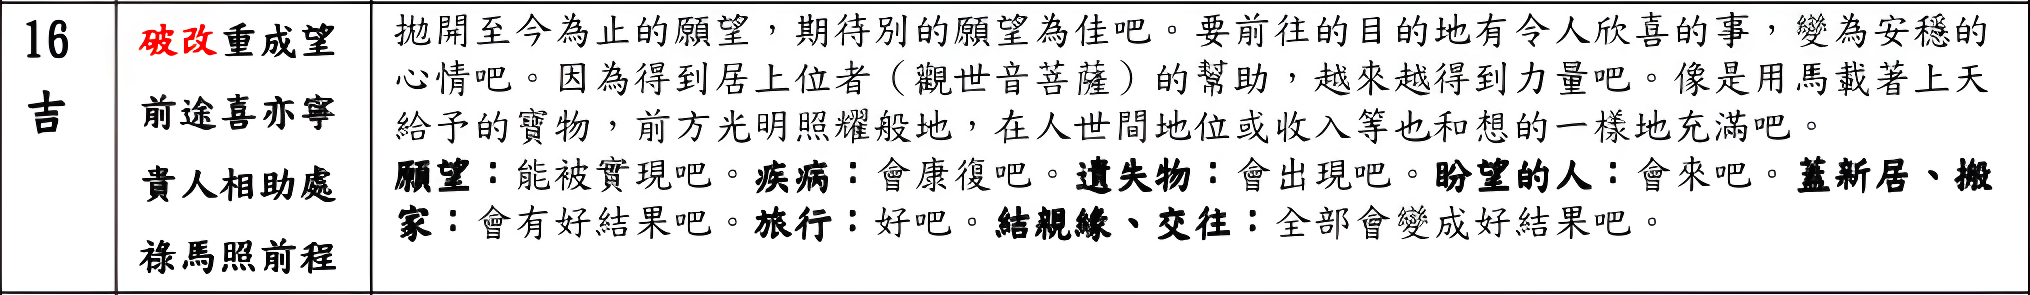 16
吉
破改重成望
前途喜亦寧
貴人相助處
祿馬照前程
拋開至今為止的願望，期待別的願望為佳吧。要前往的目的地有令人欣喜的事，變為安穩的
心情吧。因為得到居上位者（觀世音菩薩）的幫助，越來越得到力量吧。像是用馬載著上天
給予的寶物，前方光明照耀般地，在人世間地位或收入等也和想的一樣地充滿吧。
願望：能被實現吧。疾病：會康復吧。遺失物：會出現吧。盼望的人：會來吧。蓋新居、搬
家：會有好結果吧。旅行：好吧。結親緣、交往：全部會變成好結果吧。